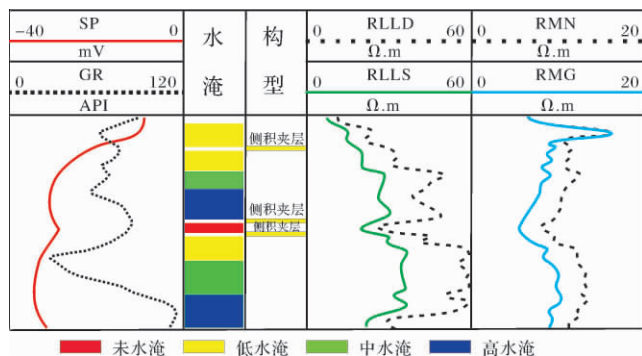 −40 SP 0
mV
0 GR 120
API
水淹
构型
0 RLLD 60
Ω.m
0 RLLS 60
Ω.m
0 RMN 20
Ω.m
0 RMG 20
Ω.m
侧积夹层
侧积夹层
侧积夹层
未水淹 低水淹 中水淹 高水淹